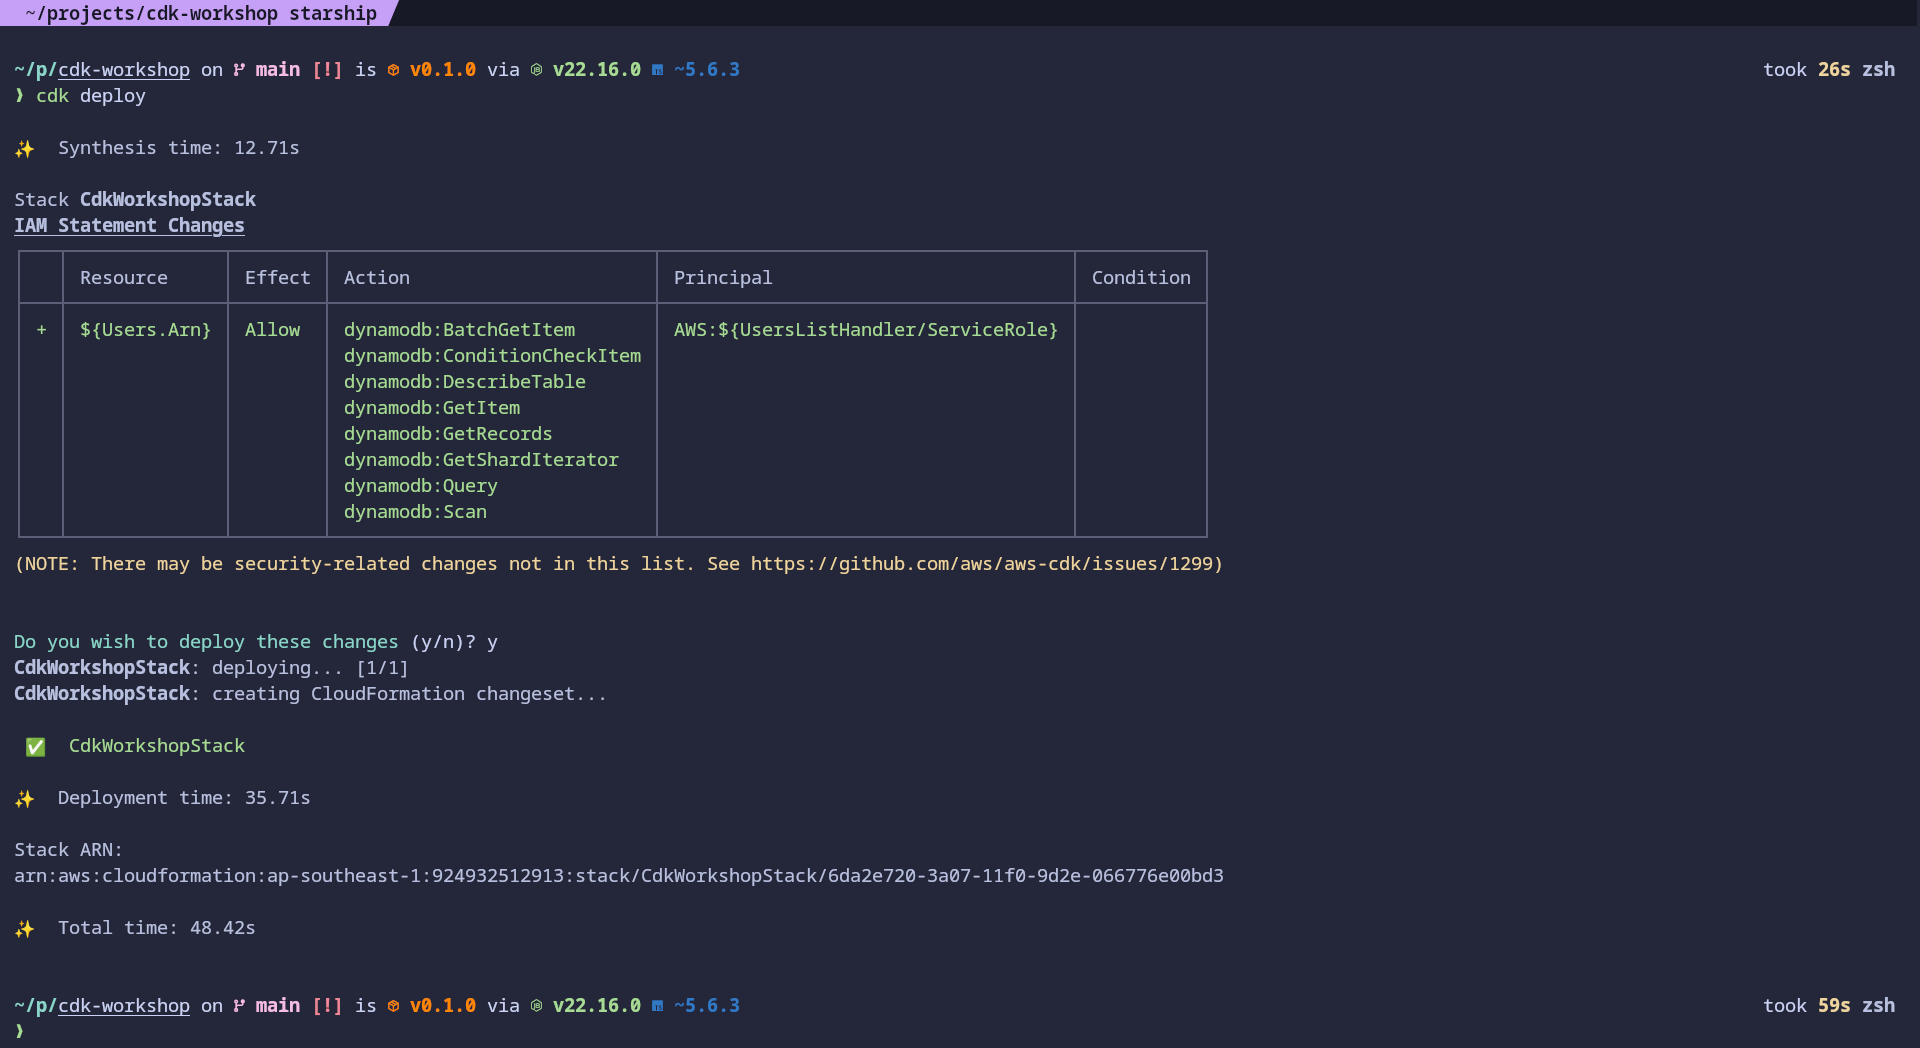 ~/projects/cdk-workshop starship
~/p/cdk-workshop on main [!] is v0.1.0 via v22.16.0 ~5.6.3 took 26s zsh
❯ cdk deploy
✨ Synthesis time: 12.71s
Stack CdkWorkshopStack
IAM Statement Changes
Resource Effect Action Principal Condition
+ ${Users.Arn} Allow dynamodb:BatchGetItem AWS:${UsersListHandler/ServiceRole}
dynamodb:ConditionCheckItem
dynamodb:DescribeTable
dynamodb:GetItem
dynamodb:GetRecords
dynamodb:GetShardIterator
dynamodb:Query
dynamodb:Scan
(NOTE: There may be security-related changes not in this list. See https://github.com/aws/aws-cdk/issues/1299)
Do you wish to deploy these changes (y/n)? y
CdkWorkshopStack: deploying... [1/1]
CdkWorkshopStack: creating CloudFormation changeset...
✅ CdkWorkshopStack
✨ Deployment time: 35.71s
Stack ARN:
arn:aws:cloudformation:ap-southeast-1:924932512913:stack/CdkWorkshopStack/6da2e720-3a07-11f0-9d2e-066776e00bd3
✨ Total time: 48.42s
~/p/cdk-workshop on main [!] is v0.1.0 via v22.16.0 ~5.6.3 took 59s zsh
❯